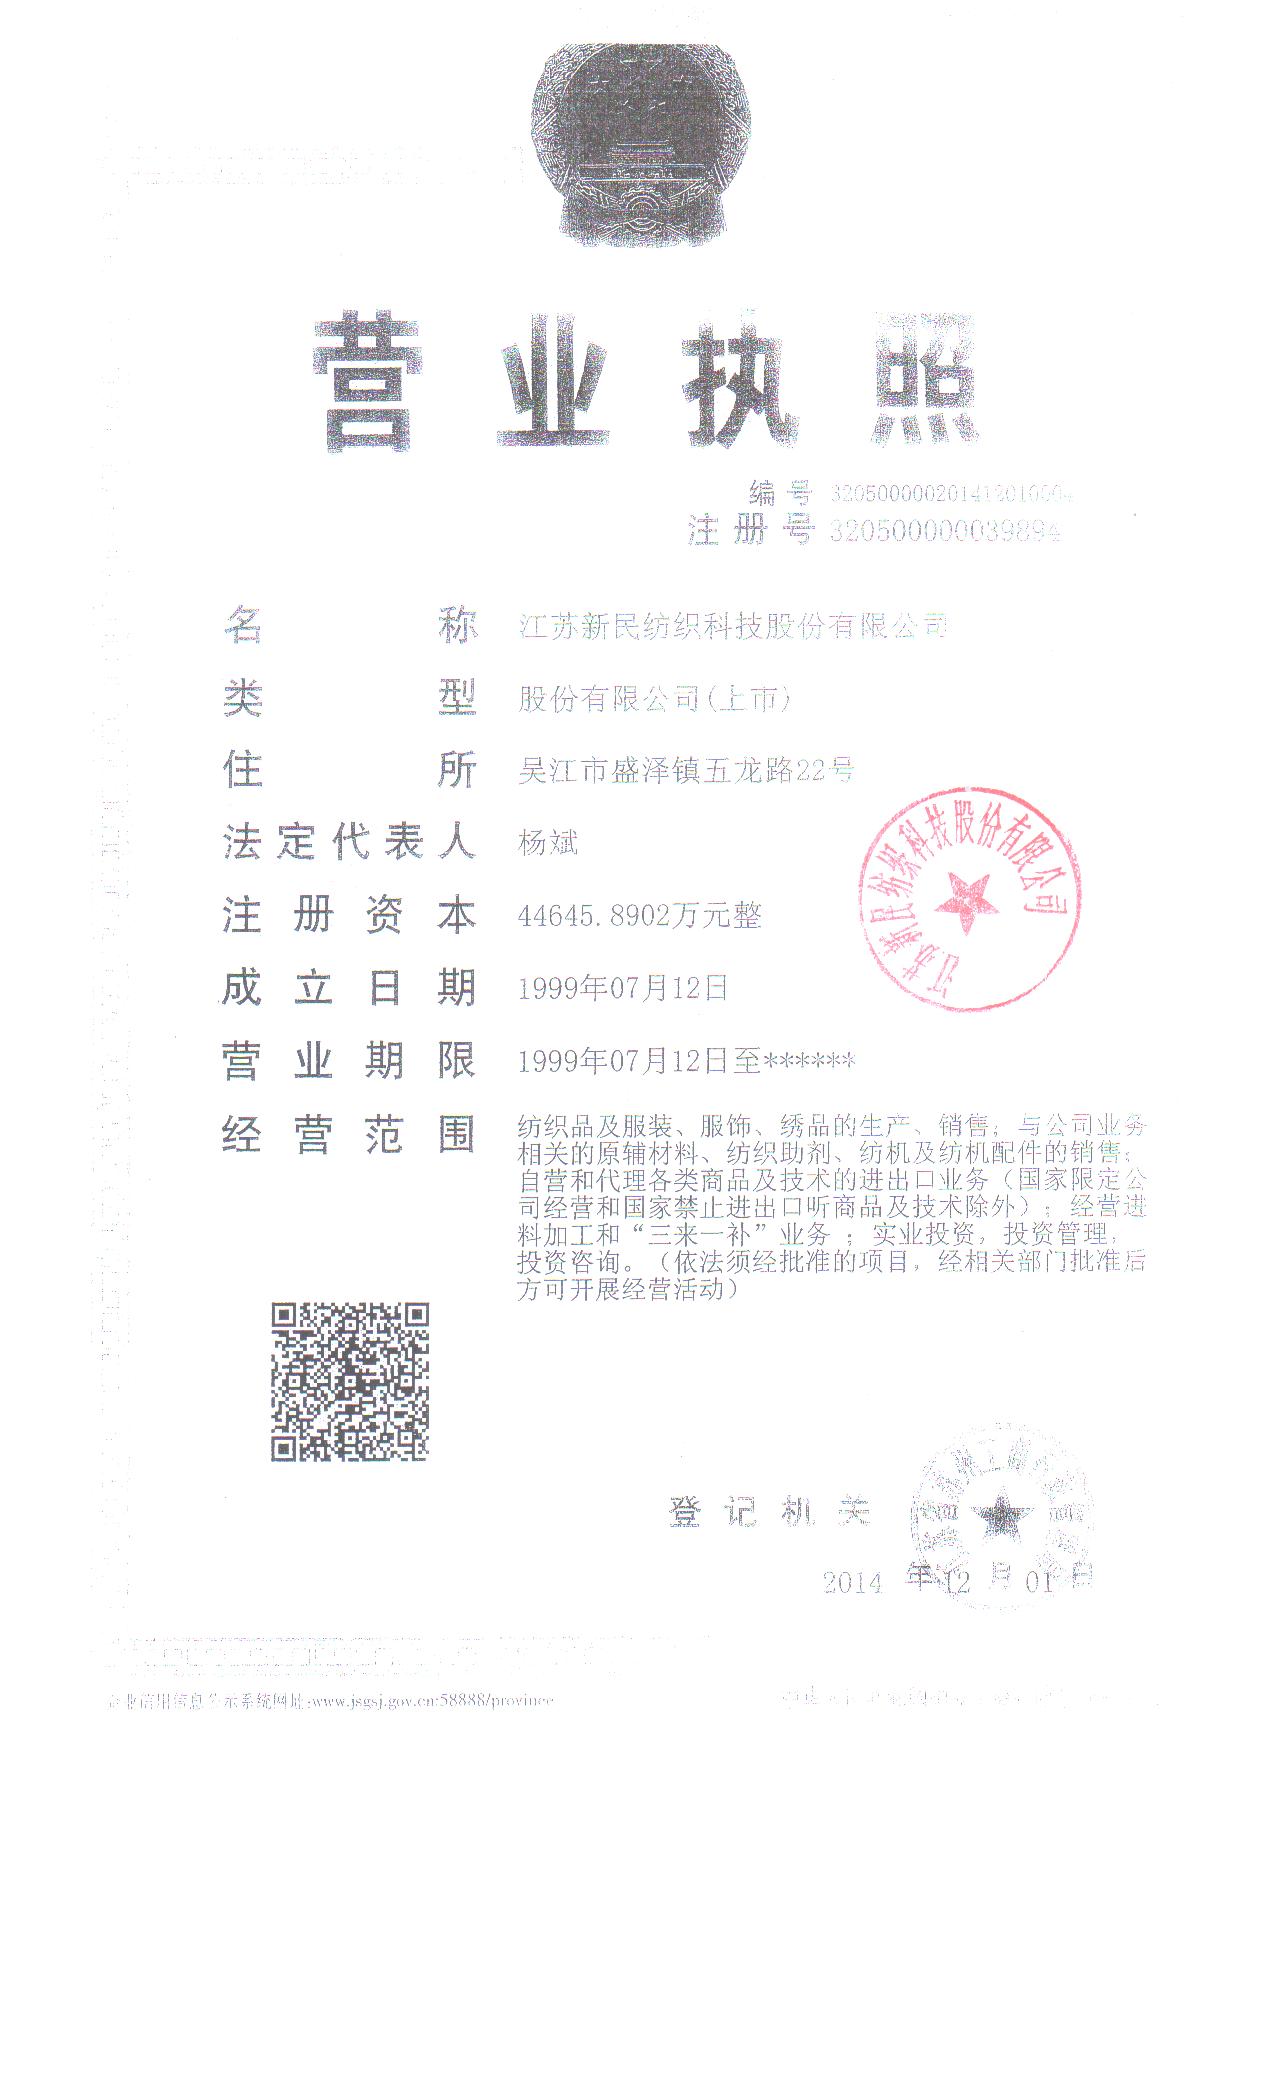 营业执照
编号 320500000201412010004
注册号 320500000039894
名称 江苏新民纺织科技股份有限公司
类型 股份有限公司(上市)
住所 吴江市盛泽镇五龙路22号
法定代表人 杨斌
注册资本 44645.8902万元整
成立日期 1999年07月12日
营业期限 1999年07月12日至******
经营范围 纺织品及服装、服饰、绣品的生产、销售；与公司业务
相关的原辅材料、纺织助剂、纺机及纺机配件的销售；
自营和代理各类商品及技术的进出口业务（国家限定公
司经营和国家禁止进出口听商品及技术除外）；经营进
料加工和“三来一补”业务 ；实业投资，投资管理，
投资咨询。（依法须经批准的项目，经相关部门批准后
方可开展经营活动）
江苏新民纺织科技股份有限公司
登记机关
2014 年 12 月 01 日
企业信用信息公示系统网址:www.jsgsj.gov.cn:58888/province